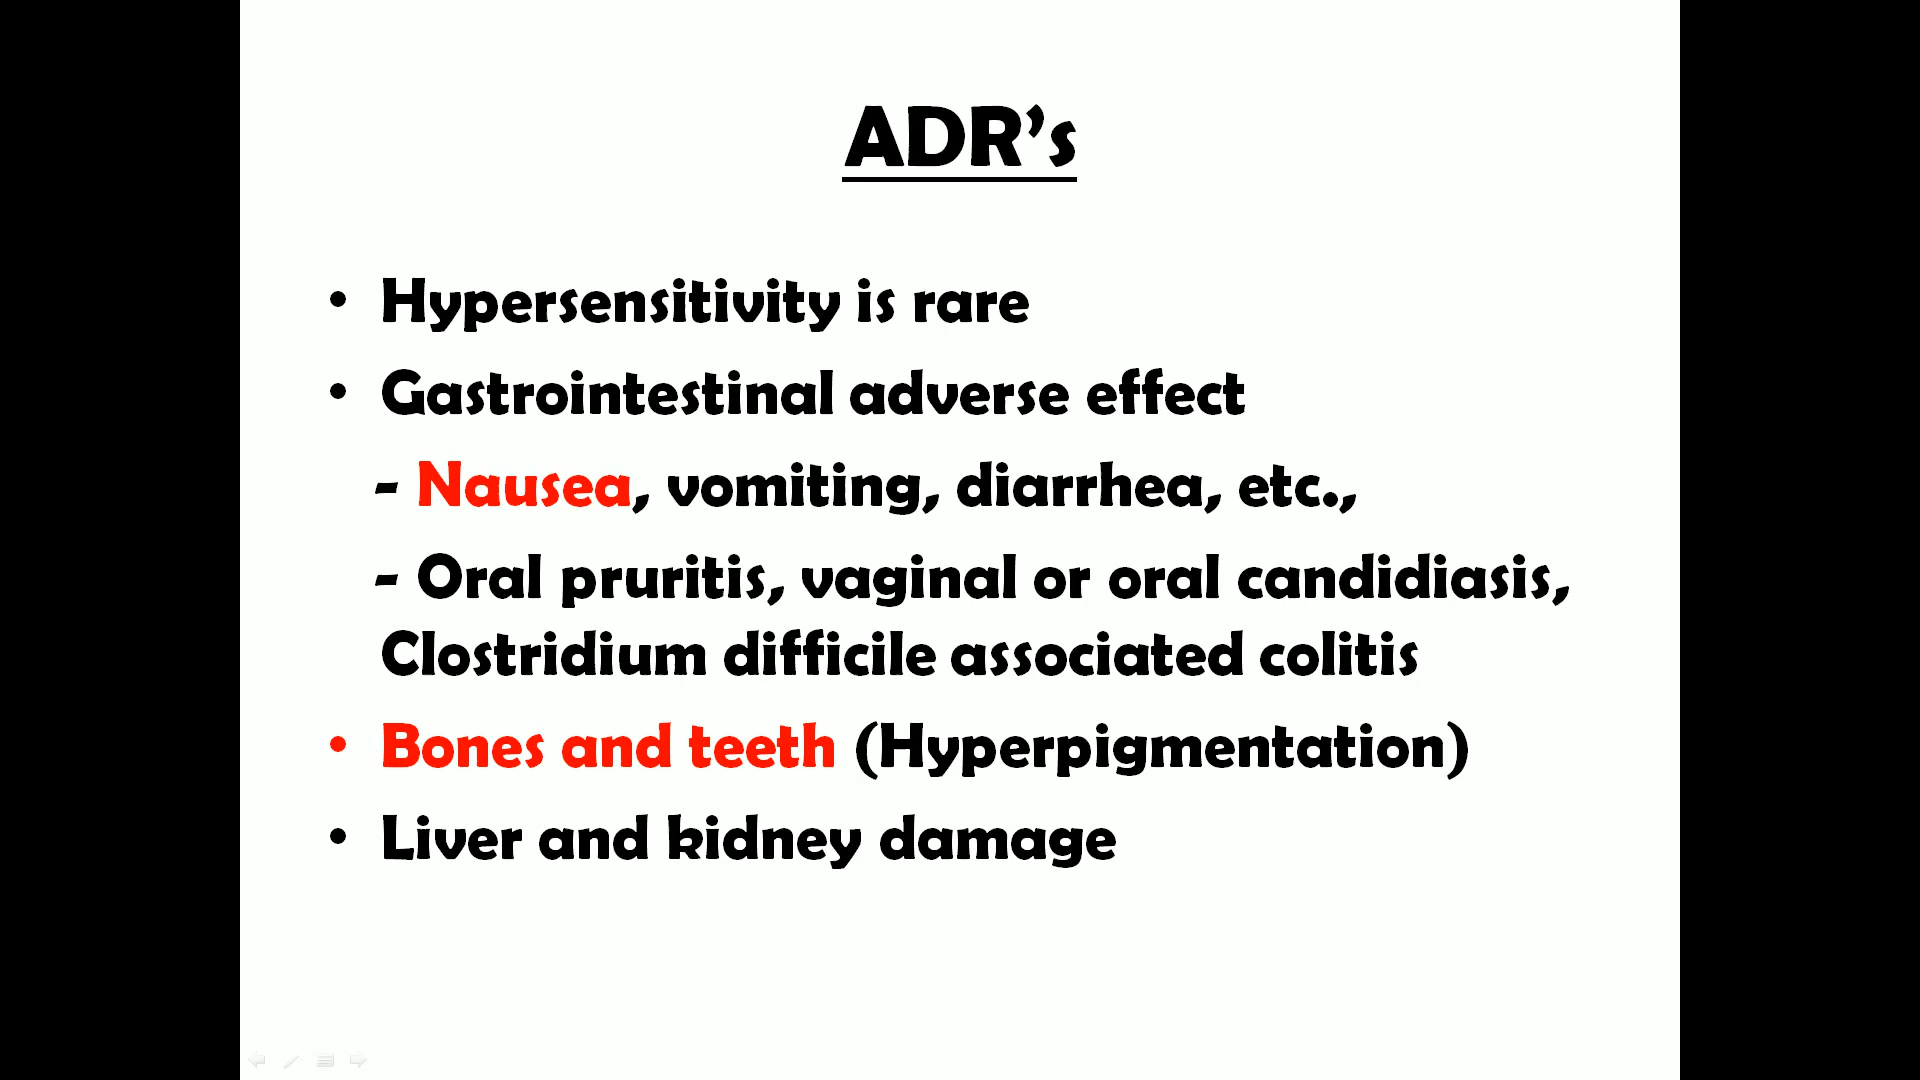 ADR’s
• Hypersensitivity is rare
• Gastrointestinal adverse effect
- Nausea, vomiting, diarrhea, etc.,
- Oral pruritis, vaginal or oral candidiasis,
Clostridium difficile associated colitis
• Bones and teeth (Hyperpigmentation)
• Liver and kidney damage